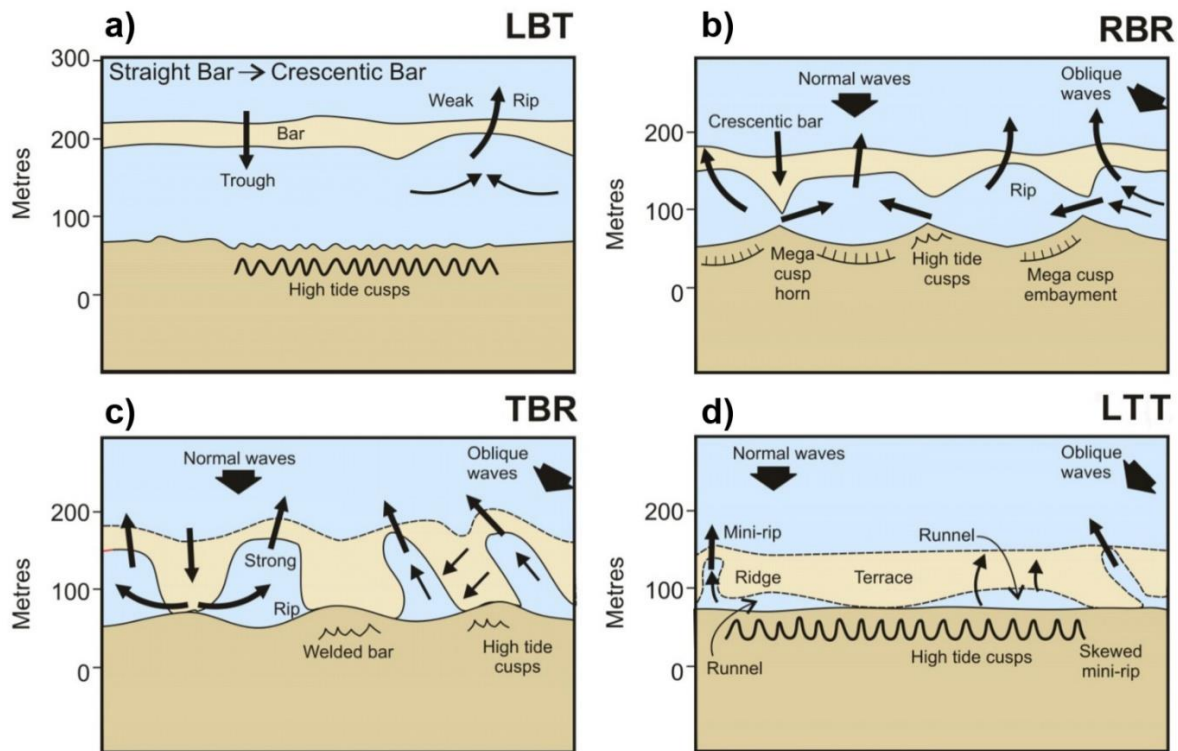 a)
LBT
300
200
100
0
Metres
Straight Bar → Crescentic Bar
Weak Rip
Bar
Trough
High tide cusps
b)
RBR
200
100
0
Metres
Normal waves
Oblique
waves
Crescentic bar
Rip
Mega
cusp
horn
High tide
cusps
Mega cusp
embayment
c)
TBR
200
100
0
Metres
Normal waves
Oblique
waves
Strong
Rip
Welded bar
High tide
cusps
d)
LTT
200
100
0
Metres
Normal waves
Oblique
waves
Mini-rip
Runnel
Ridge
Terrace
Runnel
High tide cusps
Skewed
mini-rip